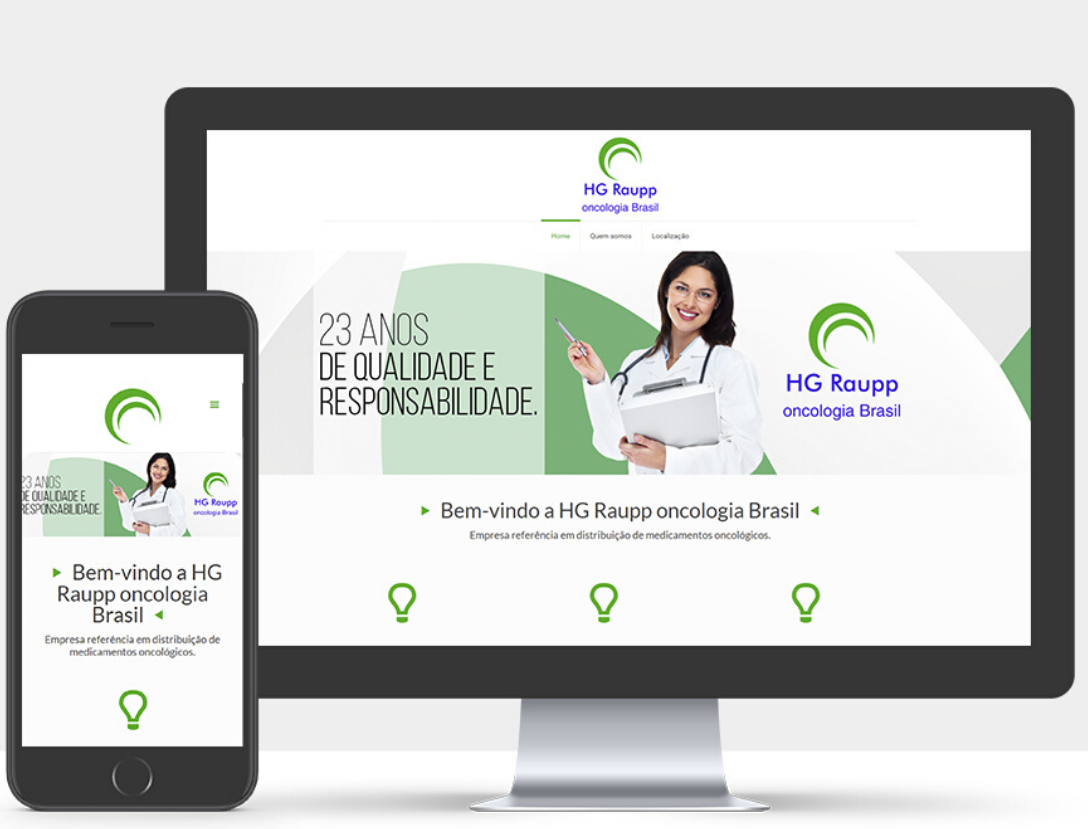 HG Raupp
oncologia Brasil
Home Quem somos Localização
23 ANOS
DE QUALIDADE E
RESPONSABILIDADE.
HG Raupp
oncologia Brasil
Bem-vindo a HG Raupp oncologia Brasil
Empresa referência em distribuição de medicamentos oncológicos.
23 ANOS
DE QUALIDADE E
RESPONSABILIDADE.
HG Raupp
oncologia Brasil
Bem-vindo a HG
Raupp oncologia
Brasil
Empresa referência em distribuição de
medicamentos oncológicos.